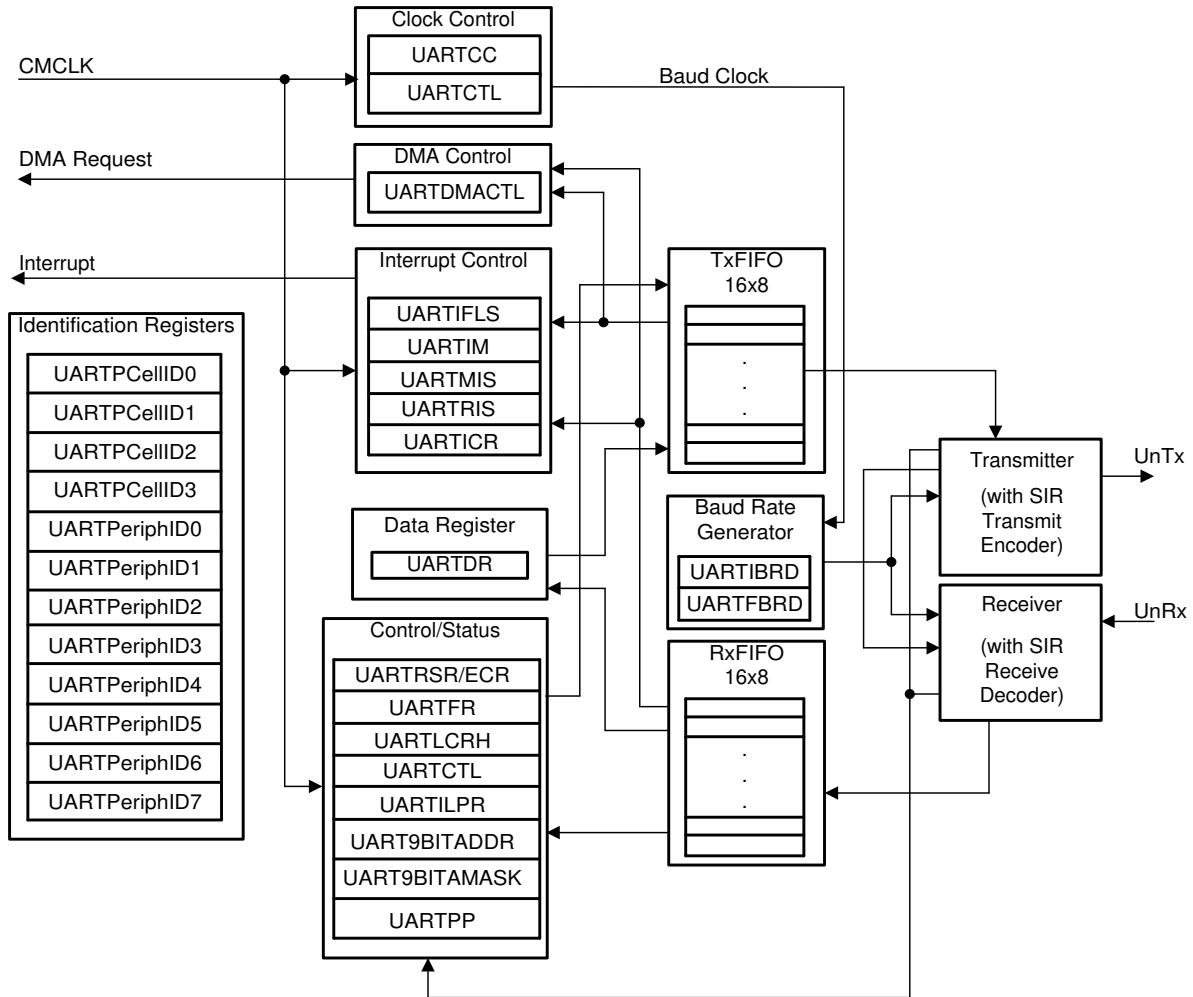 Clock Control
UARTCC
UARTCTL
CMCLK
Baud Clock
DMA Request
DMA Control
UARTDMACTL
Interrupt
Interrupt Control
UARTIFLS
UARTIM
UARTMIS
UARTRIS
UARTICR
TxFIFO
16x8
.
.
.
Identification Registers
UARTPCellID0
UARTPCellID1
UARTPCellID2
UARTPCellID3
UARTPeriphID0
UARTPeriphID1
UARTPeriphID2
UARTPeriphID3
UARTPeriphID4
UARTPeriphID5
UARTPeriphID6
UARTPeriphID7
Data Register
UARTDR
Baud Rate
Generator
UARTIBRD
UARTFBRD
Transmitter
(with SIR
Transmit
Encoder)
UnTx
Receiver
(with SIR
Receive
Decoder)
UnRx
Control/Status
UARTRSR/ECR
UARTFR
UARTLCRH
UARTCTL
UARTILPR
UART9BITADDR
UART9BITAMASK
UARTPP
RxFIFO
16x8
.
.
.